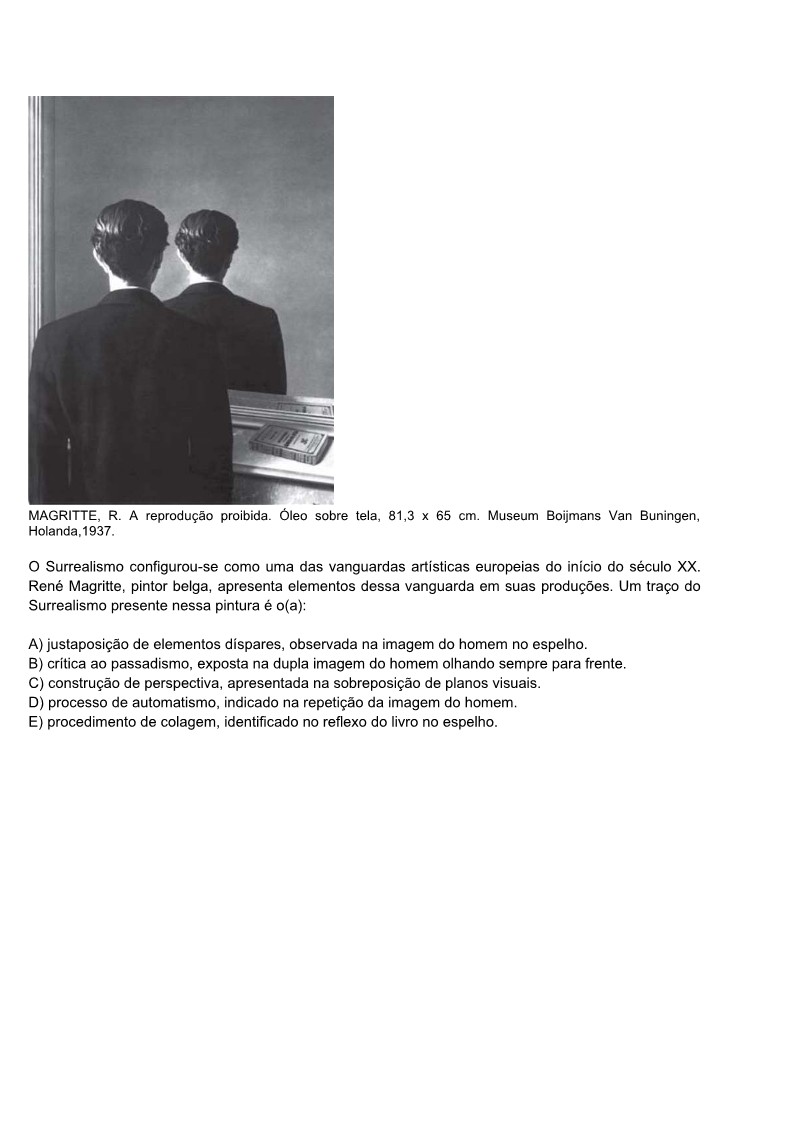 MAGRITTE, R. A reprodução proibida. Óleo sobre tela, 81,3 x 65 cm. Museum Boijmans Van Buningen,
Holanda,1937.
O Surrealismo configurou-se como uma das vanguardas artísticas europeias do início do século XX.
René Magritte, pintor belga, apresenta elementos dessa vanguarda em suas produções. Um traço do
Surrealismo presente nessa pintura é o(a):
A) justaposição de elementos díspares, observada na imagem do homem no espelho.
B) crítica ao passadismo, exposta na dupla imagem do homem olhando sempre para frente.
C) construção de perspectiva, apresentada na sobreposição de planos visuais.
D) processo de automatismo, indicado na repetição da imagem do homem.
E) procedimento de colagem, identificado no reflexo do livro no espelho.